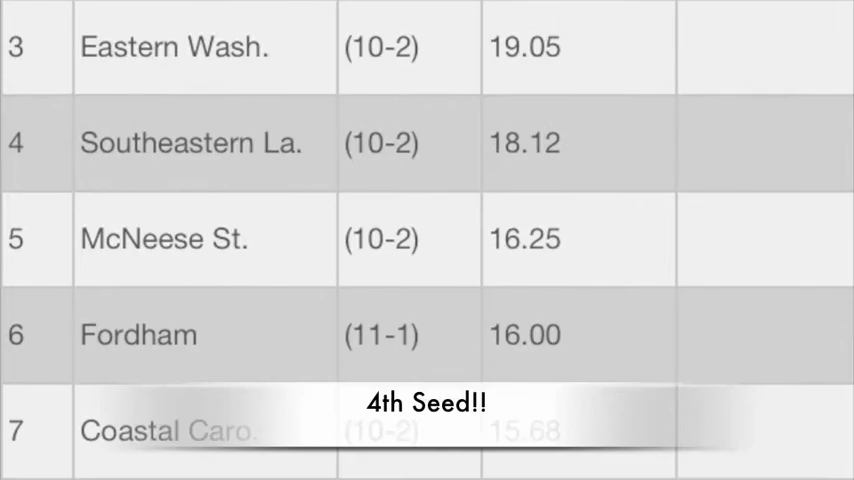 3 Eastern Wash. (10-2) 19.05
4 Southeastern La. (10-2) 18.12
5 McNeese St. (10-2) 16.25
6 Fordham (11-1) 16.00
4th Seed!!
7 Coastal Caro. (10-2) 15.68